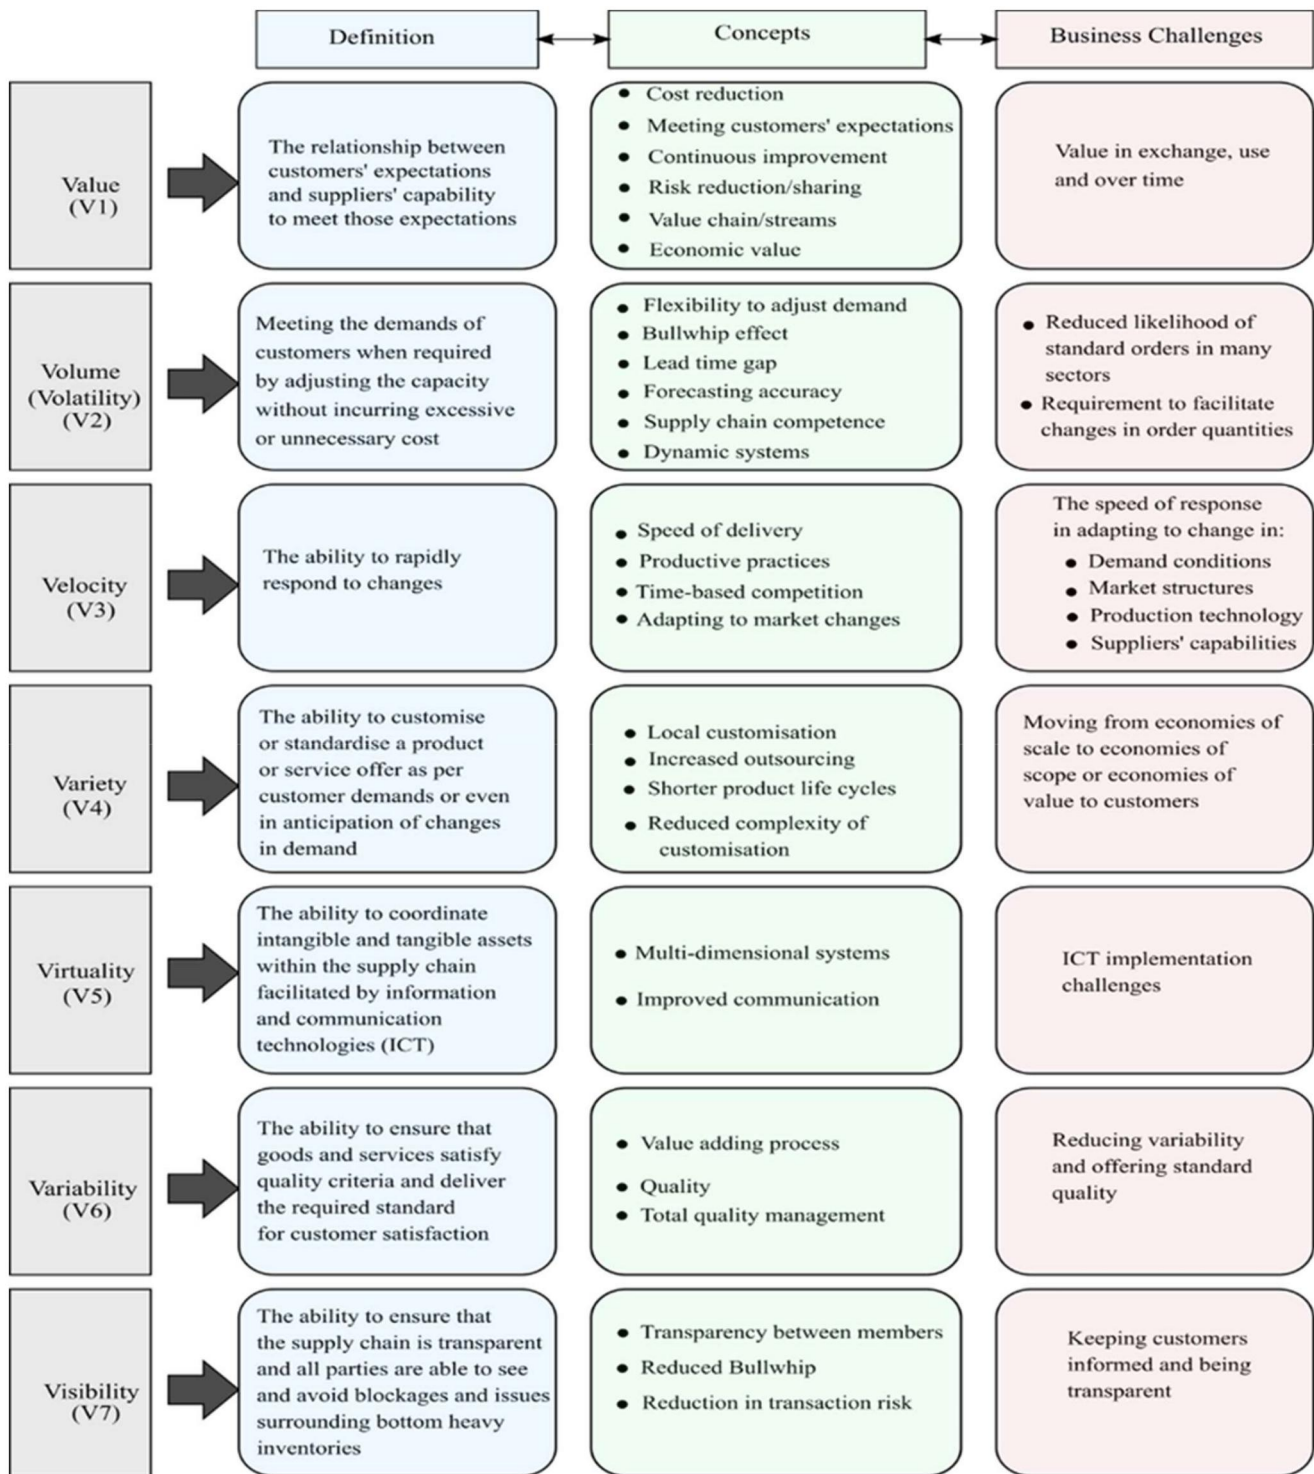 Definition
Concepts
Business Challenges
Value
(V1)
The relationship between
customers' expectations
and suppliers' capability
to meet those expectations
Cost reduction
Meeting customers' expectations
Continuous improvement
Risk reduction/sharing
Value chain/streams
Economic value
Value in exchange, use
and over time
Volume
(Volatility)
(V2)
Meeting the demands of
customers when required
by adjusting the capacity
without incurring excessive
or unnecessary cost
Flexibility to adjust demand
Bullwhip effect
Lead time gap
Forecasting accuracy
Supply chain competence
Dynamic systems
Reduced likelihood of
standard orders in many
sectors
Requirement to facilitate
changes in order quantities
Velocity
(V3)
The ability to rapidly
respond to changes
Speed of delivery
Productive practices
Time-based competition
Adapting to market changes
The speed of response
in adapting to change in:
Demand conditions
Market structures
Production technology
Suppliers' capabilities
Variety
(V4)
The ability to customise
or standardise a product
or service offer as per
customer demands or even
in anticipation of changes
in demand
Local customisation
Increased outsourcing
Shorter product life cycles
Reduced complexity of
customisation
Moving from economies of
scale to economies of
scope or economies of
value to customers
Virtuality
(V5)
The ability to coordinate
intangible and tangible assets
within the supply chain
facilitated by information
and communication
technologies (ICT)
Multi-dimensional systems
Improved communication
ICT implementation
challenges
Variability
(V6)
The ability to ensure that
goods and services satisfy
quality criteria and deliver
the required standard
for customer satisfaction
Value adding process
Quality
Total quality management
Reducing variability
and offering standard
quality
Visibility
(V7)
The ability to ensure that
the supply chain is transparent
and all parties are able to see
and avoid blockages and issues
surrounding bottom heavy
inventories
Transparency between members
Reduced Bullwhip
Reduction in transaction risk
Keeping customers
informed and being
transparent